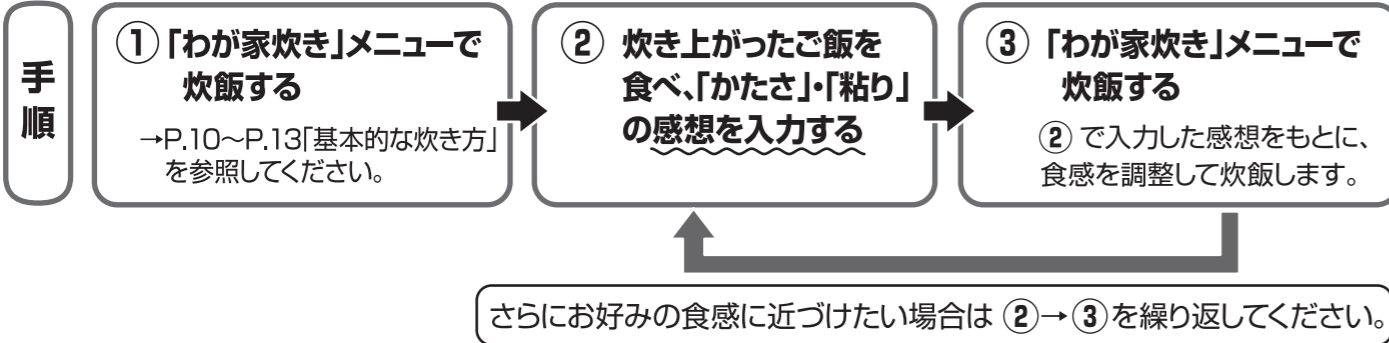 手順
①「わが家炊き」メニューで
炊飯する
→P.10～P.13「基本的な炊き方」
を参照してください。
② 炊き上がったご飯を
食べ、「かたさ」・「粘り」
の感想を入力する
③「わが家炊き」メニューで
炊飯する
② で入力した感想をもとに、
食感を調整して炊飯します。
さらにお好みの食感に近づけたい場合は ②→③を繰り返してください。